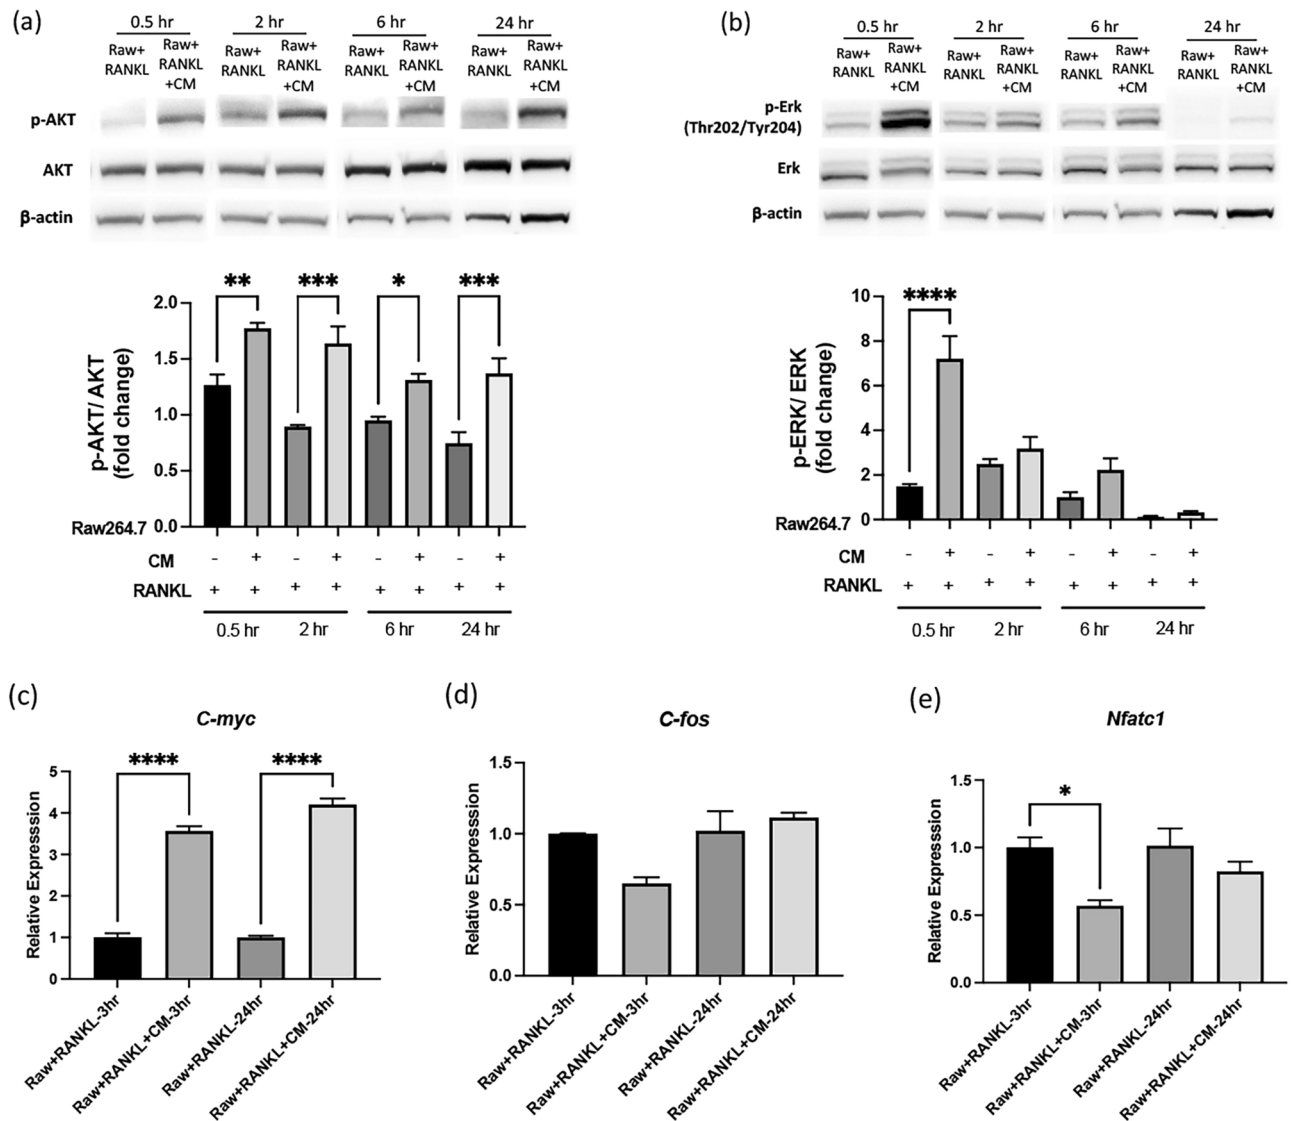 (a)
0.5 hr 2 hr 6 hr 24 hr
Raw+ RANKL
Raw+ RANKL +CM
Raw+ RANKL
Raw+ RANKL +CM
Raw+ RANKL
Raw+ RANKL +CM
Raw+ RANKL
Raw+ RANKL +CM
p-AKT
AKT
β-actin
** *** * ***
p-AKT/ AKT
(fold change)
2.0
1.5
1.0
0.5
0.0
Raw264.7
CM - + - + - + - +
RANKL + + + + + + + +
0.5 hr 2 hr 6 hr 24 hr
(b)
0.5 hr 2 hr 6 hr 24 hr
Raw+ RANKL
Raw+ RANKL +CM
Raw+ RANKL
Raw+ RANKL +CM
Raw+ RANKL
Raw+ RANKL +CM
Raw+ RANKL
Raw+ RANKL +CM
p-Erk
(Thr202/Tyr204)
Erk
β-actin
****
p-ERK/ ERK
(fold change)
10
8
6
4
2
0
Raw264.7
CM - + - + - + - +
RANKL + + + + + + + +
0.5 hr 2 hr 6 hr 24 hr
(c)
C-myc
**** ****
Relative Expresssion
5
4
3
2
1
0
Raw+RANKL-3hr
Raw+RANKL+CM-3hr
Raw+RANKL-24hr
Raw+RANKL+CM-24hr
(d)
C-fos
Relative Expresssion
1.5
1.0
0.5
0.0
Raw+RANKL-3hr
Raw+RANKL+CM-3hr
Raw+RANKL-24hr
Raw+RANKL+CM-24hr
(e)
Nfatc1
*
Relative Expresssion
1.5
1.0
0.5
0.0
Raw+RANKL-3hr
Raw+RANKL+CM-3hr
Raw+RANKL-24hr
Raw+RANKL+CM-24hr